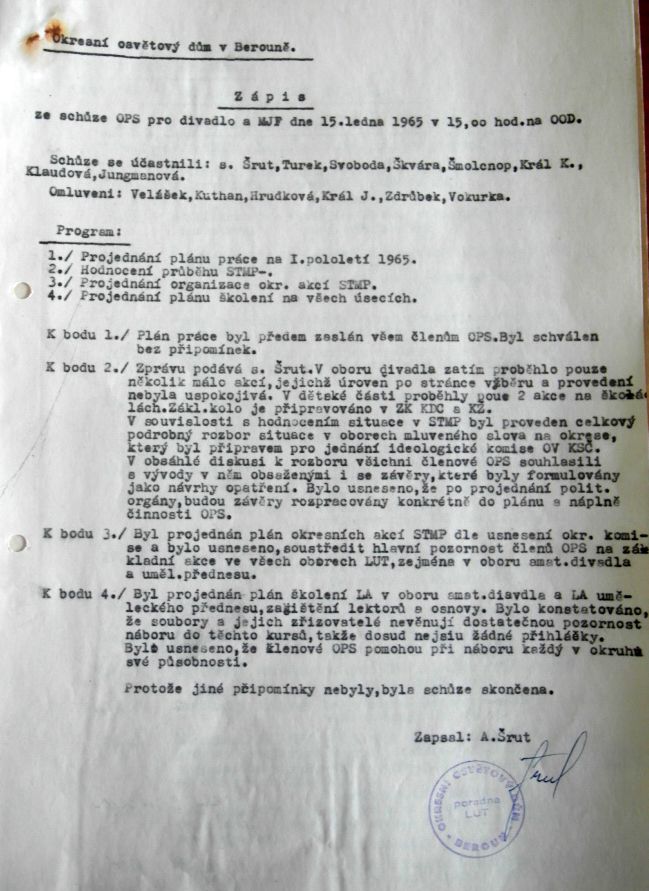 Okresní osvětový dům v Berouně.
Z á p i s
ze schůze OPS pro divadlo a MJF dne 15.ledna 1965 v 15,oo hod.na OOD.
Schůze se účastnili: s. Šrut,Turek,Svoboda,Škvára,Šmolcnop,Král K.,
Klaudová,Jungmanová.
Omluveni: Velášek,Kuthan,Hrudková,Král J.,Zdrůbek,Vokurka.
Program:
1./ Projednání plánu práce na I.pololetí 1965.
2./ Hodnocení průběhu STMP-.
3./ Projednání organizace okr. akcí STMP.
4./ Projednání plánu školení na všech úsecích.
K bodu 1./ Plán práce byl předem zaslán všem členům OPS.Byl schválen
bez připomínek.
K bodu 2./ Zprávu podává s. Šrut.V oboru divadla zatím proběhlo pouze
několik málo akcí,jejichž úroven po stránce výběru a provedení
nebyla uspokojivá. V dětské části proběhly poue 2 akce na školá
lách.Zákl.kolo je připravováno v ZK KDC a KŽ.
V souvislosti s hodnocením situace v STMP byl proveden celkový
podrobný rozbor situace v oborech mluveného slova na okrese,
který byl připravem pro jednání ideologické komise OV KSČ.
V obsáhlé diskusi k rozboru všichni členové OPS souhlasili
s vývody v něm obsaženými i se závěry,které byly formulovány
jako návrhy opatření. Bylo usneseno,že po projednání polit.
orgány,budou závěry rozpracovány konkrétně do plánu a náplně
činnosti OPS.
K bodu 3./ Byl projednán plán okresních akcí STMP dle usnesení okr. komi-
se a bylo usneseno,soustředit hlavní pozornost členů OPS na zák
kladní akce ve všech oborech LUT,zejména v oboru amat.divadla
a uměl.přednesu.
K bodu 4./ Byl projednán plán školení LA v oboru amat.diavdla a LA umě-
leckého přednesu,zagištění lektorů a osnovy. Bylo konstatováno,
že soubory a jejich zřizovatelé nevěnují dostatečnou pozornost
náboru do těchto kursů,takže dosud nejsiu žádné přihlášky.
Bylo usneseno,že členové OPS pomohou při náboru každý v okruhu
své působnosti.
Protože jiné připomínky nebyly,byla schůze skončena.
Zapsal: A.Šrut
Šrut
OKRESNÍ OSVĚTOVÝ DŮM
poradna
LUT
BEROUN